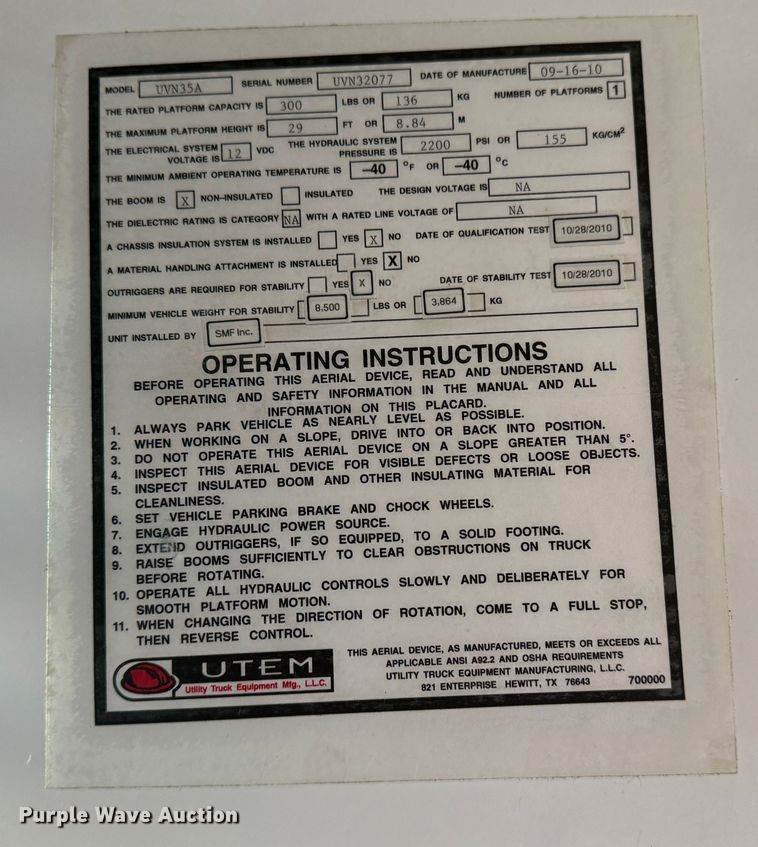 MODEL UVN35A SERIAL NUMBER UVN32077 DATE OF MANUFACTURE 09-16-10
THE RATED PLATFORM CAPACITY IS 300 LBS OR 136 KG NUMBER OF PLATFORMS 1
THE MAXIMUM PLATFORM HEIGHT IS 29 FT OR 8.84 M
THE ELECTRICAL SYSTEM VOLTAGE IS 12 VDC THE HYDRAULIC SYSTEM PRESSURE IS 2200 PSI OR 155 KG/CM²
THE MINIMUM AMBIENT OPERATING TEMPERATURE IS -40 °F OR -40 °C
THE BOOM IS X NON-INSULATED INSULATED THE DESIGN VOLTAGE IS NA
THE DIELECTRIC RATING IS CATEGORY NA WITH A RATED LINE VOLTAGE OF NA
A CHASSIS INSULATION SYSTEM IS INSTALLED YES X NO DATE OF QUALIFICATION TEST 10/28/2010
A MATERIAL HANDLING ATTACHMENT IS INSTALLED YES X NO
OUTRIGGERS ARE REQUIRED FOR STABILITY YES X NO DATE OF STABILITY TEST 10/28/2010
MINIMUM VEHICLE WEIGHT FOR STABILITY 8,500 LBS OR 3,864 KG
UNIT INSTALLED BY SMF Inc.
OPERATING INSTRUCTIONS
BEFORE OPERATING THIS AERIAL DEVICE, READ AND UNDERSTAND ALL
OPERATING AND SAFETY INFORMATION IN THE MANUAL AND ALL
INFORMATION ON THIS PLACARD.
1. ALWAYS PARK VEHICLE AS NEARLY LEVEL AS POSSIBLE.
2. WHEN WORKING ON A SLOPE, DRIVE INTO OR BACK INTO POSITION.
3. DO NOT OPERATE THIS AERIAL DEVICE ON A SLOPE GREATER THAN 5°.
4. INSPECT THIS AERIAL DEVICE FOR VISIBLE DEFECTS OR LOOSE OBJECTS.
5. INSPECT INSULATED BOOM AND OTHER INSULATING MATERIAL FOR
CLEANLINESS.
6. SET VEHICLE PARKING BRAKE AND CHOCK WHEELS.
7. ENGAGE HYDRAULIC POWER SOURCE.
8. EXTEND OUTRIGGERS, IF SO EQUIPPED, TO A SOLID FOOTING.
9. RAISE BOOMS SUFFICIENTLY TO CLEAR OBSTRUCTIONS ON TRUCK
BEFORE ROTATING.
10. OPERATE ALL HYDRAULIC CONTROLS SLOWLY AND DELIBERATELY FOR
SMOOTH PLATFORM MOTION.
11. WHEN CHANGING THE DIRECTION OF ROTATION, COME TO A FULL STOP,
THEN REVERSE CONTROL.
UTEM
Utility Truck Equipment Mfg., L.L.C.
THIS AERIAL DEVICE, AS MANUFACTURED, MEETS OR EXCEEDS ALL
APPLICABLE ANSI A92.2 AND OSHA REQUIREMENTS
UTILITY TRUCK EQUIPMENT MANUFACTURING, L.L.C.
821 ENTERPRISE HEWITT, TX 76643 700000
Purple Wave Auction